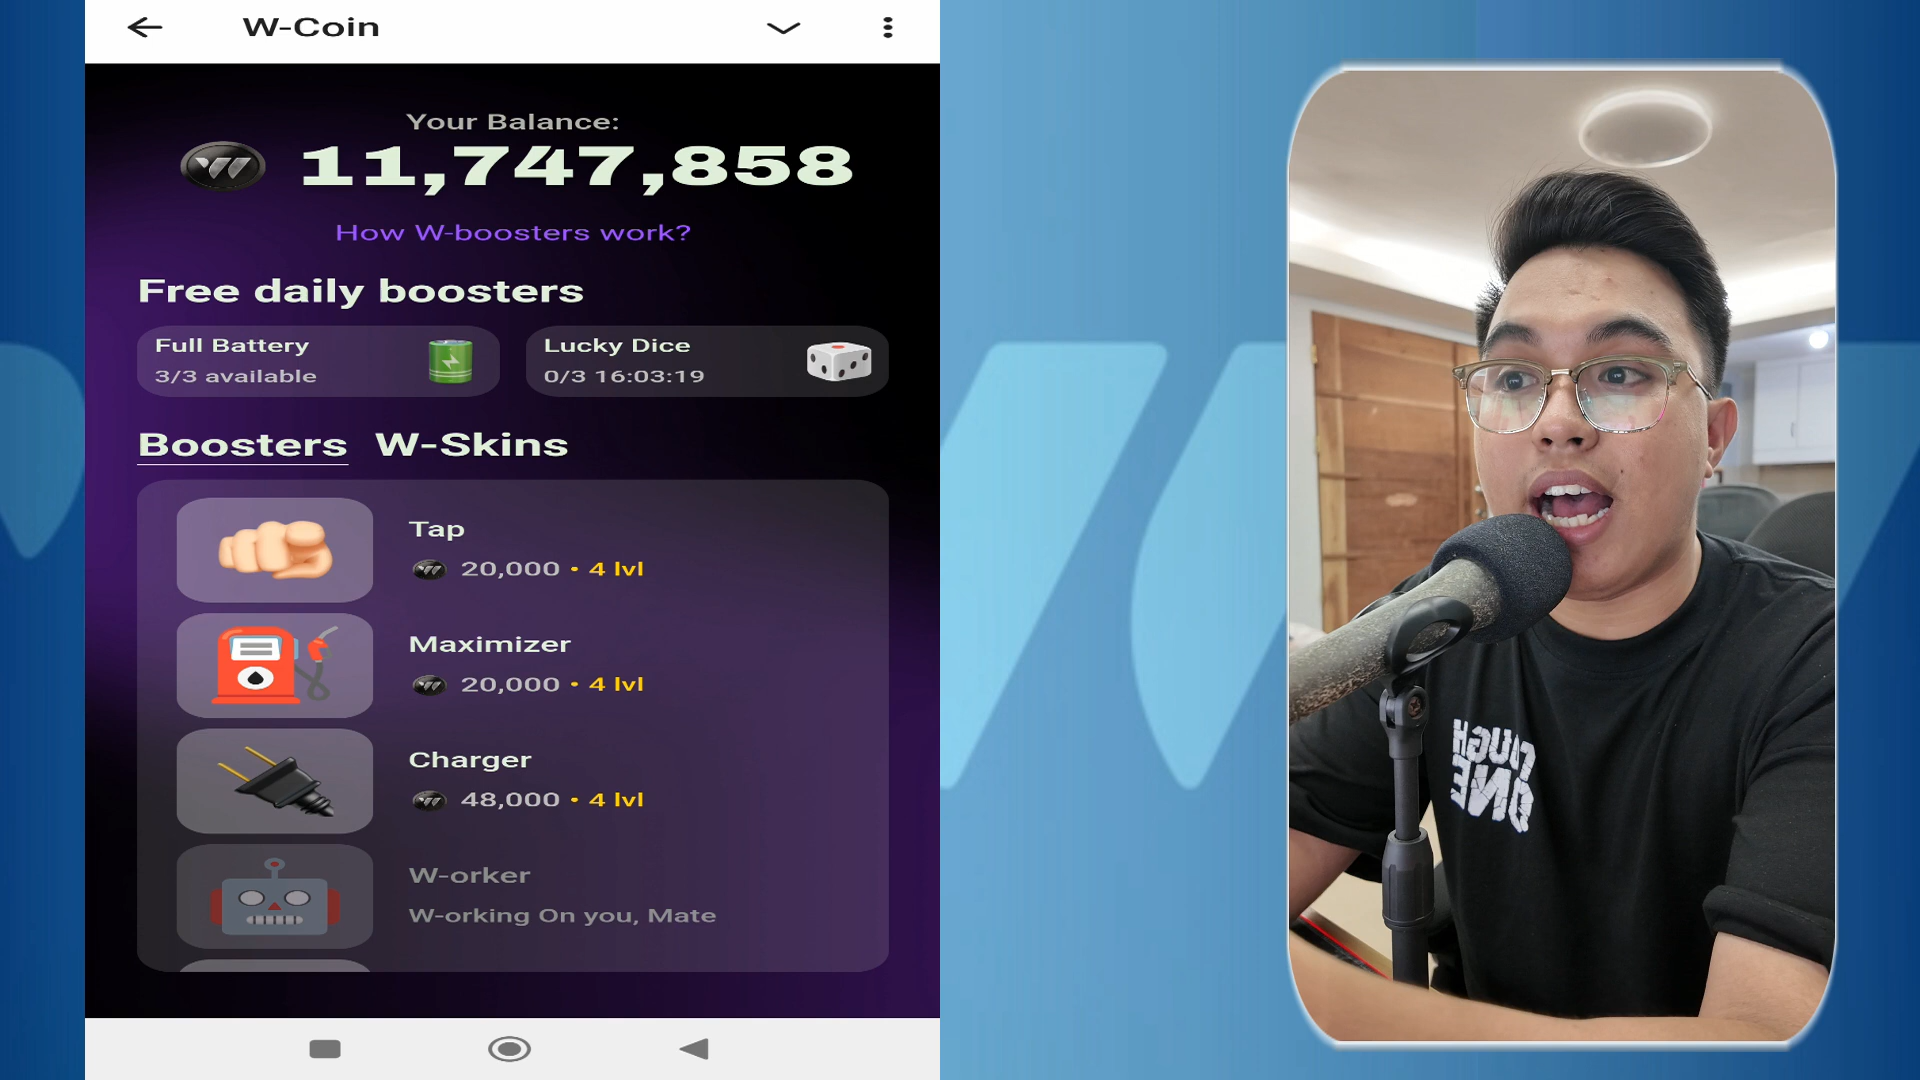 W-Coin
Your Balance:
11,747,858
How W-boosters work?
Free daily boosters
Full Battery
3/3 available
Lucky Dice
0/3 16:03:19
Boosters W-Skins
Tap
20,000 • 4 lvl
Maximizer
20,000 • 4 lvl
Charger
48,000 • 4 lvl
W-orker
W-orking On you, Mate
TOUGH
ONE